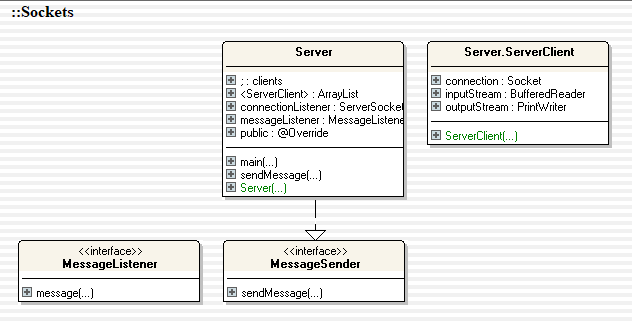 ::Sockets
Server
; : clients
<ServerClient> : ArrayList
connectionListener : ServerSocket
messageListener : MessageListene
public : @Override
main(...)
sendMessage(...)
Server(...)
Server.ServerClient
connection : Socket
inputStream : BufferedReader
outputStream : PrintWriter
ServerClient(...)
<<interface>>
MessageListener
message(...)
<<interface>>
MessageSender
sendMessage(...)